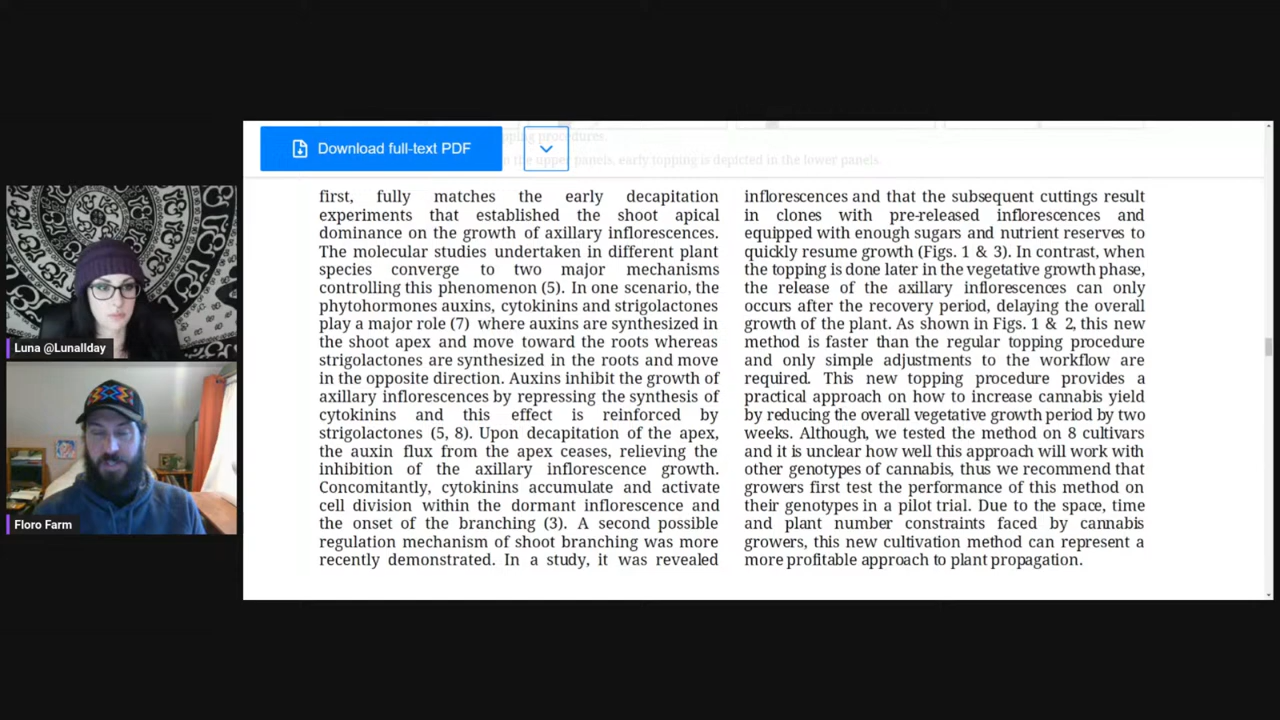 pping procedures.
Download full-text PDF
n the upper panels, early topping is depicted in the lower panels.
first, fully matches the early decapitation
experiments that established the shoot apical
dominance on the growth of axillary inflorescences.
The molecular studies undertaken in different plant
species converge to two major mechanisms
controlling this phenomenon (5). In one scenario, the
phytohormones auxins, cytokinins and strigolactones
play a major role (7) where auxins are synthesized in
the shoot apex and move toward the roots whereas
strigolactones are synthesized in the roots and move
in the opposite direction. Auxins inhibit the growth of
axillary inflorescences by repressing the synthesis of
cytokinins and this effect is reinforced by
strigolactones (5, 8). Upon decapitation of the apex,
the auxin flux from the apex ceases, relieving the
inhibition of the axillary inflorescence growth.
Concomitantly, cytokinins accumulate and activate
cell division within the dormant inflorescence and
the onset of the branching (3). A second possible
regulation mechanism of shoot branching was more
recently demonstrated. In a study, it was revealed
inflorescences and that the subsequent cuttings result
in clones with pre-released inflorescences and
equipped with enough sugars and nutrient reserves to
quickly resume growth (Figs. 1 & 3). In contrast, when
the topping is done later in the vegetative growth phase,
the release of the axillary inflorescences can only
occurs after the recovery period, delaying the overall
growth of the plant. As shown in Figs. 1 & 2, this new
method is faster than the regular topping procedure
and only simple adjustments to the workflow are
required. This new topping procedure provides a
practical approach on how to increase cannabis yield
by reducing the overall vegetative growth period by two
weeks. Although, we tested the method on 8 cultivars
and it is unclear how well this approach will work with
other genotypes of cannabis, thus we recommend that
growers first test the performance of this method on
their genotypes in a pilot trial. Due to the space, time
and plant number constraints faced by cannabis
growers, this new cultivation method can represent a
more profitable approach to plant propagation.
Luna @Lunallday
Floro Farm